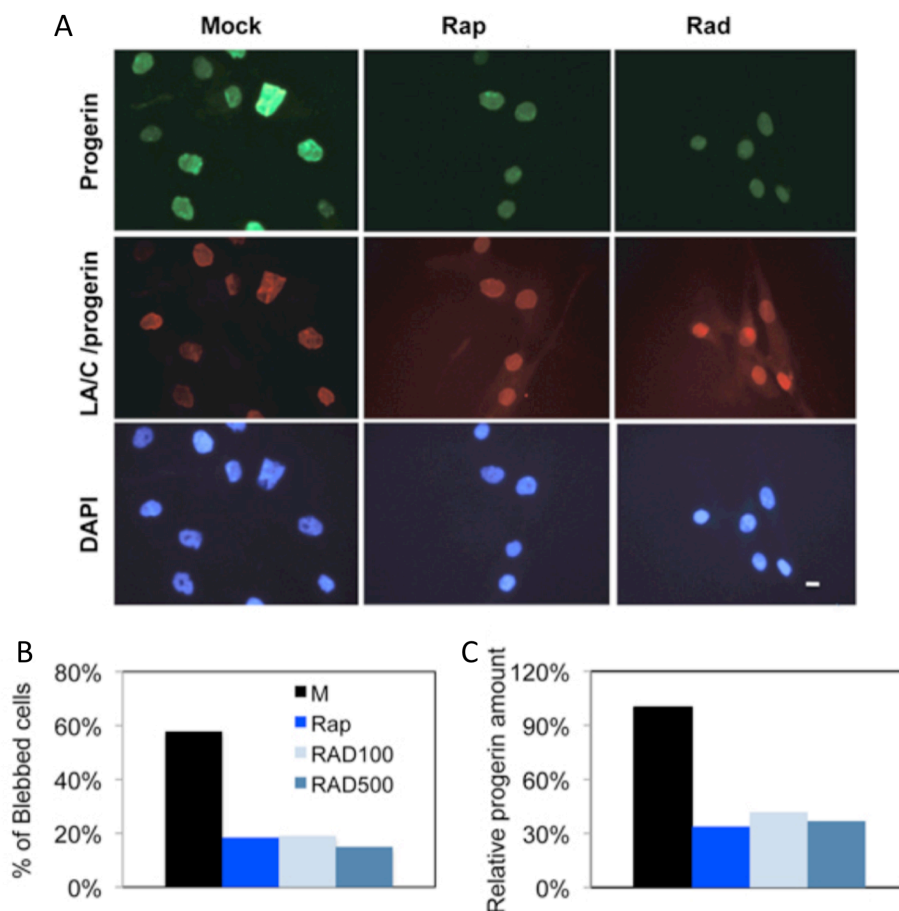 A
Mock Rap Rad
Progerin
LA/C /progerin
DAPI
B
80%
60%
40%
20%
0%
% of Blebbed cells
M
Rap
RAD100
RAD500
C
120%
90%
60%
30%
0%
Relative progerin amount